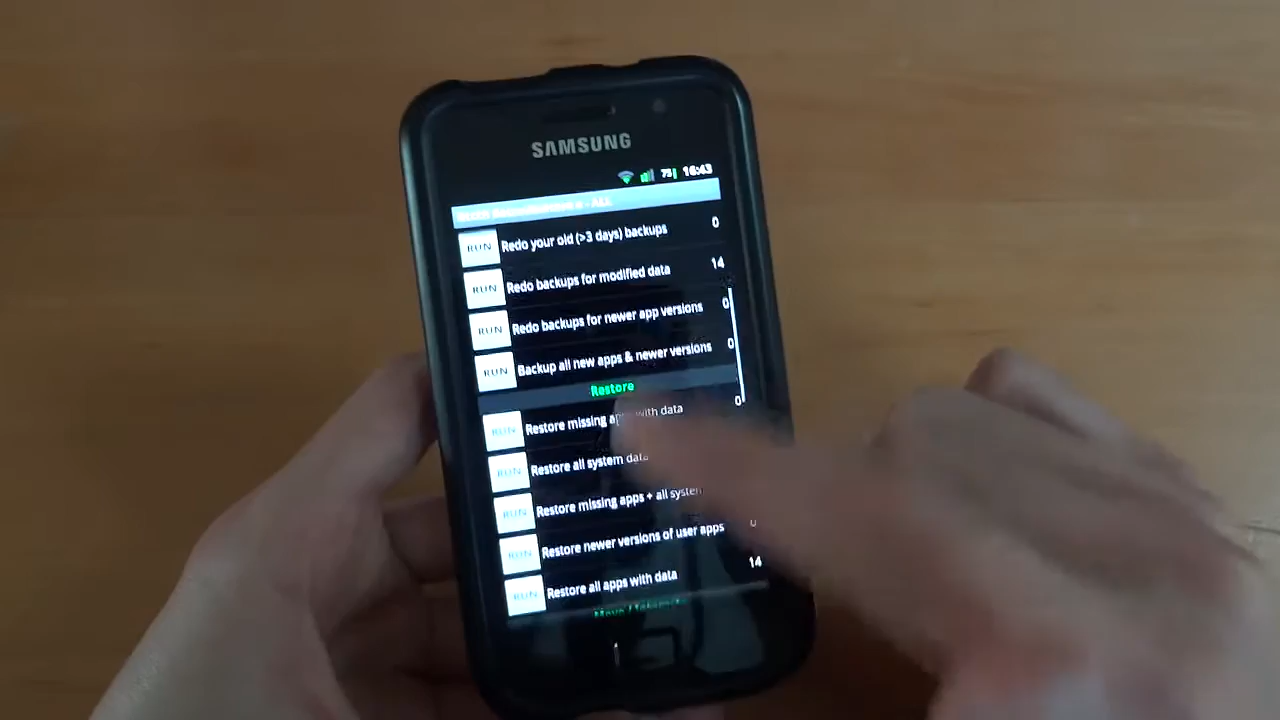 SAMSUNG
73 16:43
RUN Redo your old (>3 days) backups 0
RUN Redo backups for modified data 14
RUN Redo backups for newer app versions 0
RUN Backup all new apps & newer versions 0
Restore
RUN Restore missing apps with data 0
RUN Restore all system data
RUN Restore missing apps + all system
RUN Restore newer versions of user apps 0
RUN Restore all apps with data 14